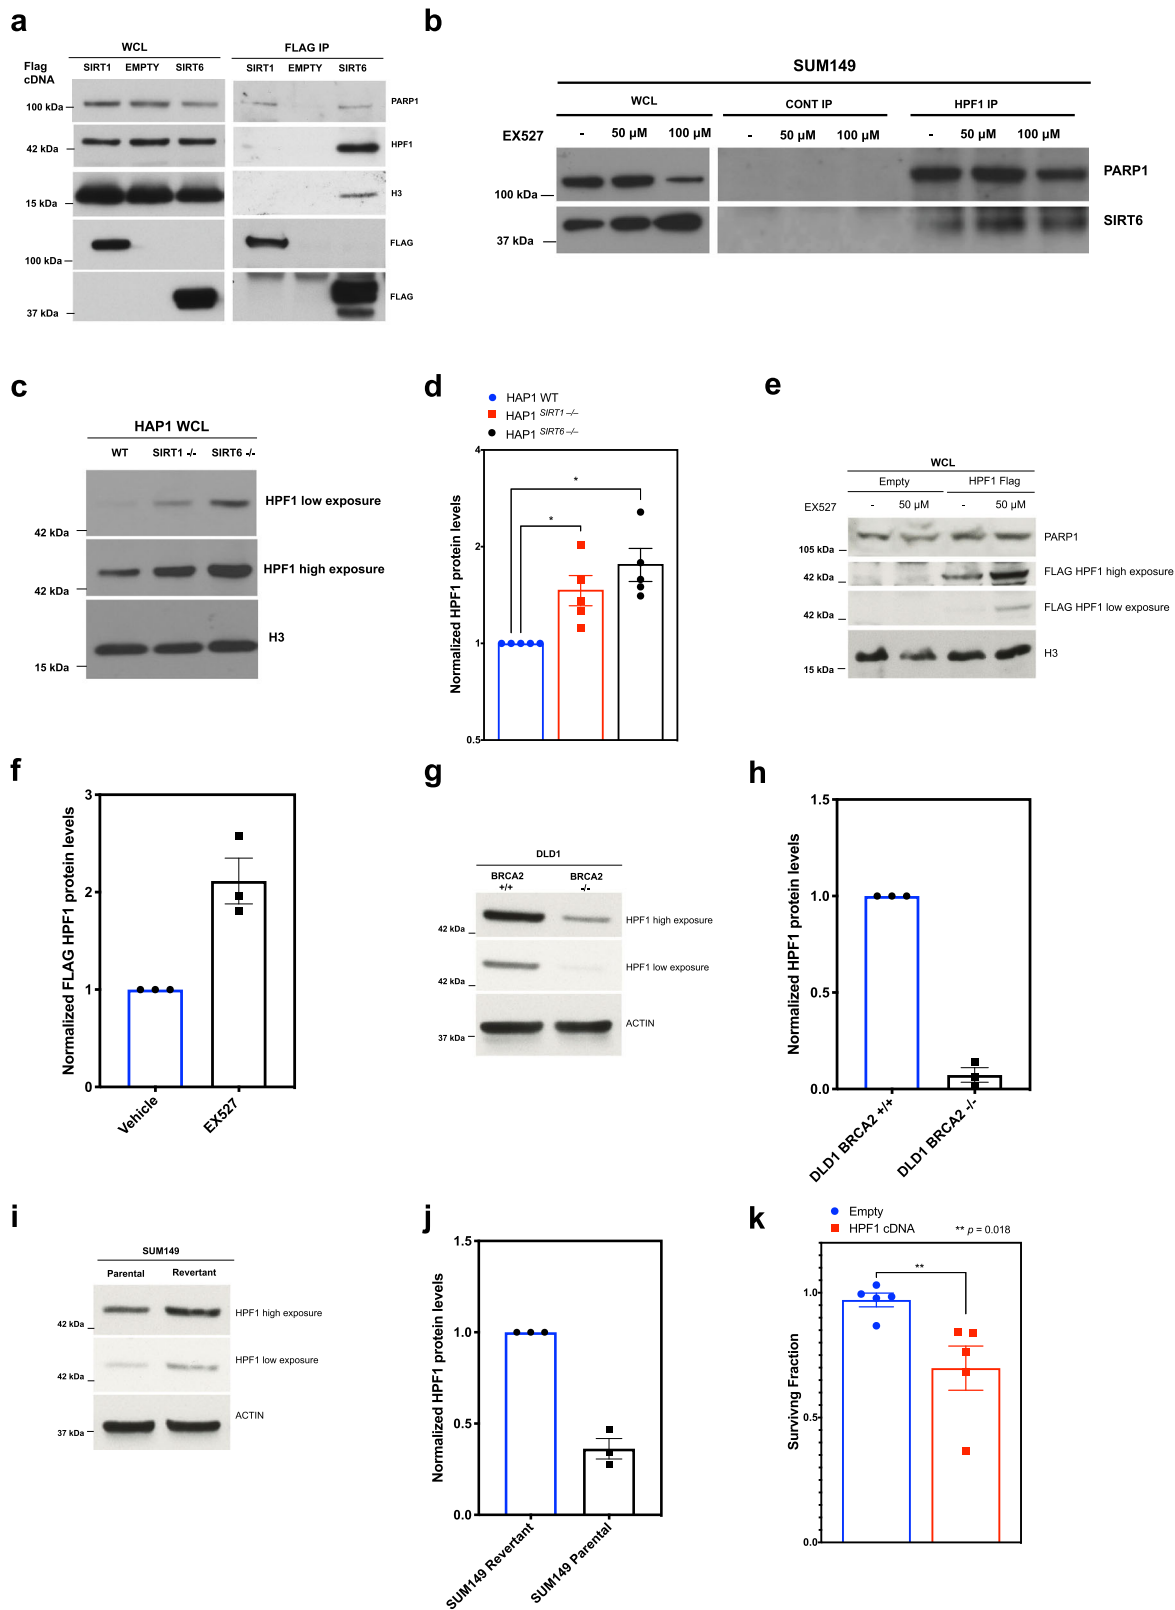 a
WCL
FLAG IP
Flag
cDNA
SIRT1
EMPTY
SIRT6
SIRT1
EMPTY
SIRT6
100 kDa
PARP1
42 kDa
HPF1
15 kDa
H3
100 kDa
FLAG
37 kDa
FLAG
b
SUM149
WCL
CONT IP
HPF1 IP
EX527
-
50 µM
100 µM
-
50 µM
100 µM
-
50 µM
100 µM
100 kDa
PARP1
37 kDa
SIRT6
c
HAP1 WCL
WT
SIRT1 -/-
SIRT6 -/-
42 kDa
HPF1 low exposure
42 kDa
HPF1 high exposure
15 kDa
H3
d
HAP1 WT
HAP1 SIRT1 –/–
HAP1 SIRT6 –/–
Normalized HPF1 protein levels
4
2
1
0.5
*
*
e
WCL
Empty
HPF1 Flag
EX527
-
50 µM
-
50 µM
105 kDa
PARP1
42 kDa
FLAG HPF1 high exposure
42 kDa
FLAG HPF1 low exposure
15 kDa
H3
f
Normalized FLAG HPF1 protein levels
3
2
1
0
Vehicle
EX527
g
DLD1
BRCA2
+/+
BRCA2
-/-
42 kDa
HPF1 high exposure
42 kDa
HPF1 low exposure
37 kDa
ACTIN
h
Normalized HPF1 protein levels
1.5
1.0
0.5
0.0
DLD1 BRCA2 +/+
DLD1 BRCA2 -/-
i
SUM149
Parental
Revertant
42 kDa
HPF1 high exposure
42 kDa
HPF1 low exposure
37 kDa
ACTIN
j
Normalized HPF1 protein levels
1.5
1.0
0.5
0.0
SUM149 Revertant
SUM149 Parental
k
Empty
HPF1 cDNA
** p = 0.018
**
Survivng Fraction
1.0
0.5
0.0